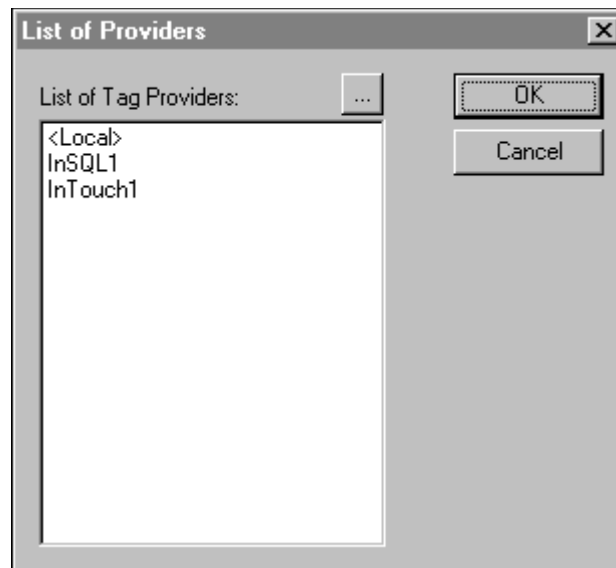 List of Providers
List of Tag Providers:
...
OK
<Local>
InSQL1
InTouch1
Cancel